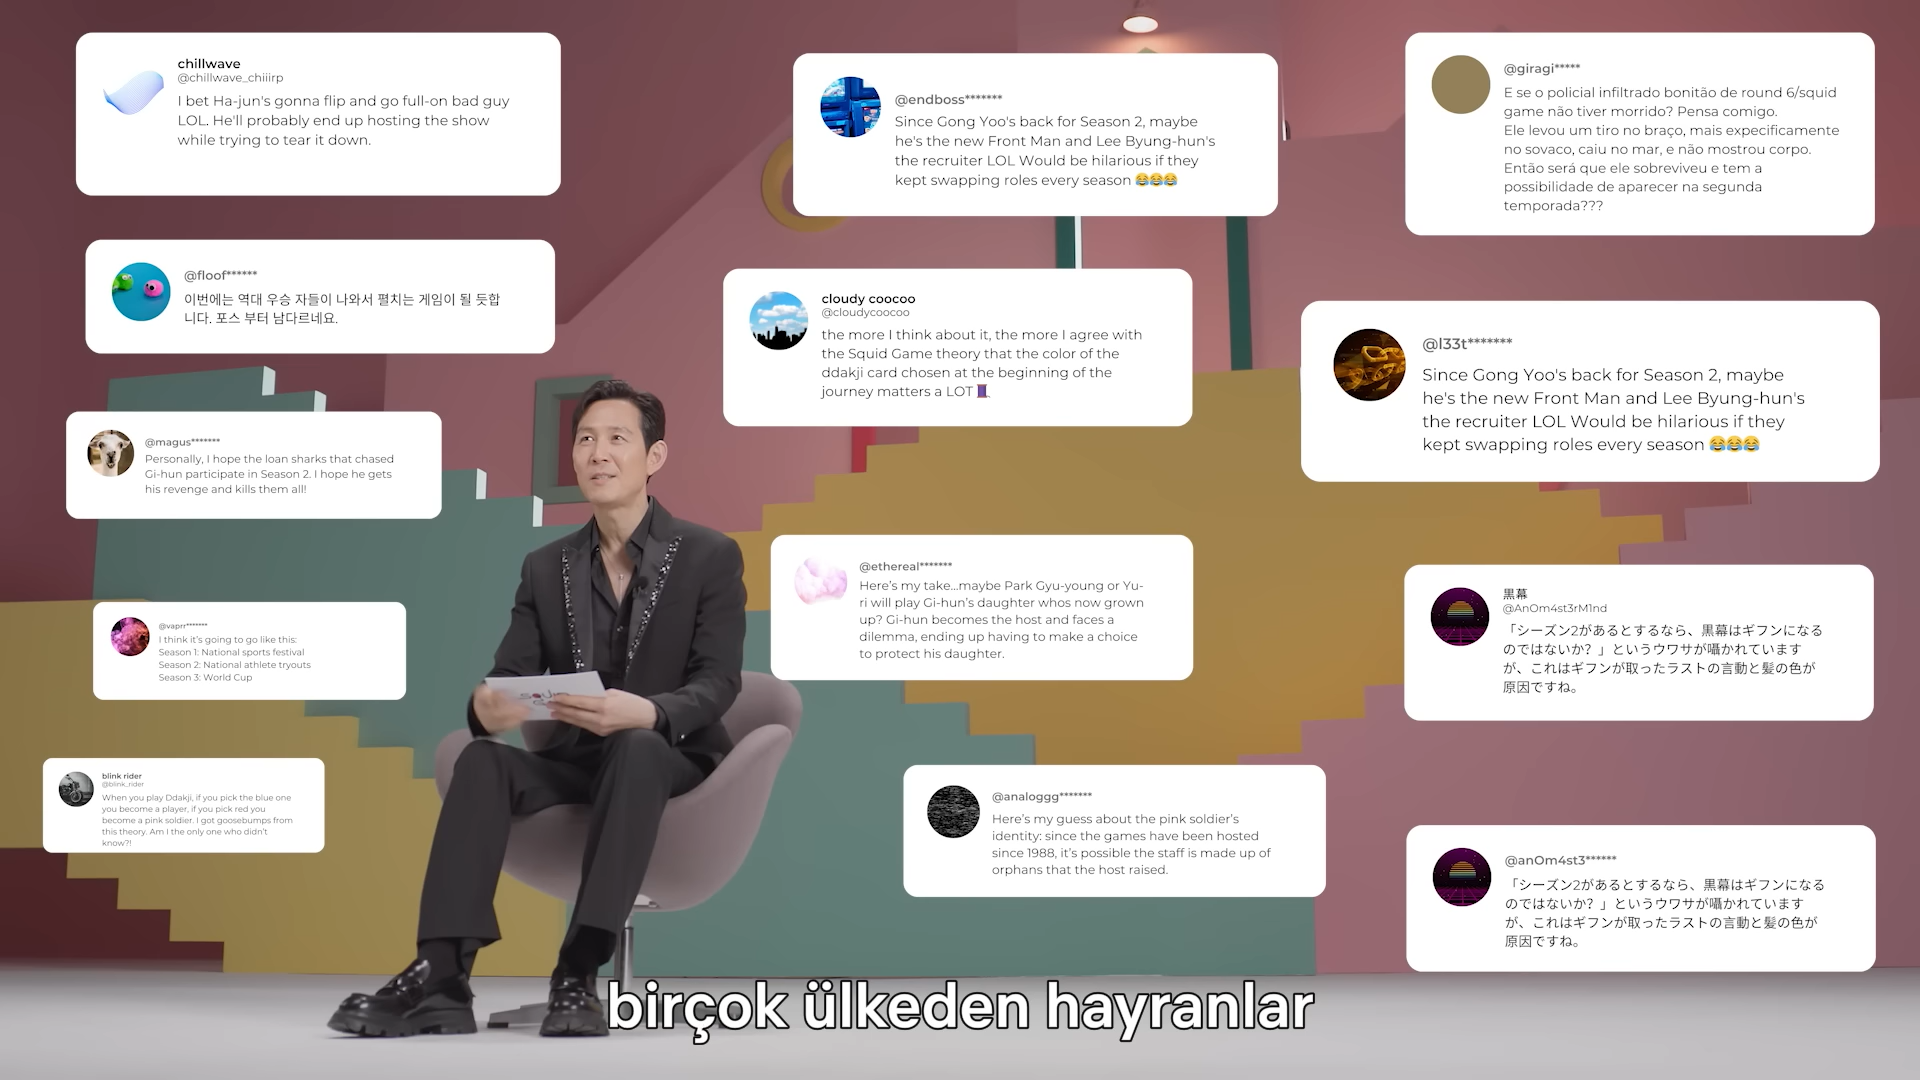 chillwave
@chillwave_chiiirp
I bet Ha-jun's gonna flip and go full-on bad guy
LOL. He'll probably end up hosting the show
while trying to tear it down.
@floof******
이번에는 역대 우승 자들이 나와서 펼치는 게임이 될 듯합
니다. 포스 부터 남다르네요.
@magus*******
Personally, I hope the loan sharks that chased
Gi-hun participate in Season 2. I hope he gets
his revenge and kills them all!
@vaprr*******
I think it's going to go like this:
Season 1: National sports festival
Season 2: National athlete tryouts
Season 3: World Cup
blink rider
@blink_rider
When you play Ddakji, if you pick the blue one
you become a player, if you pick red you
become a pink soldier. I got goosebumps from
this theory. Am I the only one who didn't
know?!
@endboss*******
Since Gong Yoo's back for Season 2, maybe
he's the new Front Man and Lee Byung-hun's
the recruiter LOL Would be hilarious if they
kept swapping roles every season 😂😂😂
cloudy coocoo
@cloudycoocoo
the more I think about it, the more I agree with
the Squid Game theory that the color of the
ddakji card chosen at the beginning of the
journey matters a LOT 🧵
@ethereal*******
Here's my take...maybe Park Gyu-young or Yu-
ri will play Gi-hun's daughter whos now grown
up? Gi-hun becomes the host and faces a
dilemma, ending up having to make a choice
to protect his daughter.
@analoggg*******
Here's my guess about the pink soldier's
identity: since the games have been hosted
since 1988, it's possible the staff is made up of
orphans that the host raised.
@giragi*****
E se o policial infiltrado bonitão de round 6/squid
game não tiver morrido? Pensa comigo.
Ele levou um tiro no braço, mais expecificamente
no sovaco, caiu no mar, e não mostrou corpo.
Então será que ele sobreviveu e tem a
possibilidade de aparecer na segunda
temporada???
@l33t*******
Since Gong Yoo's back for Season 2, maybe
he's the new Front Man and Lee Byung-hun's
the recruiter LOL Would be hilarious if they
kept swapping roles every season 😂😂😂
黒幕
@AnOm4st3rM1nd
「シーズン2があるとするなら、黒幕はギフンになる
のではないか？」というウワサが囁かれています
が、これはギフンが取ったラストの言動と髪の色が
原因ですね。
@anOm4st3******
「シーズン2があるとするなら、黒幕はギフンになる
のではないか？」というウワサが囁かれています
が、これはギフンが取ったラストの言動と髪の色が
原因ですね。
birçok ülkeden hayranlar